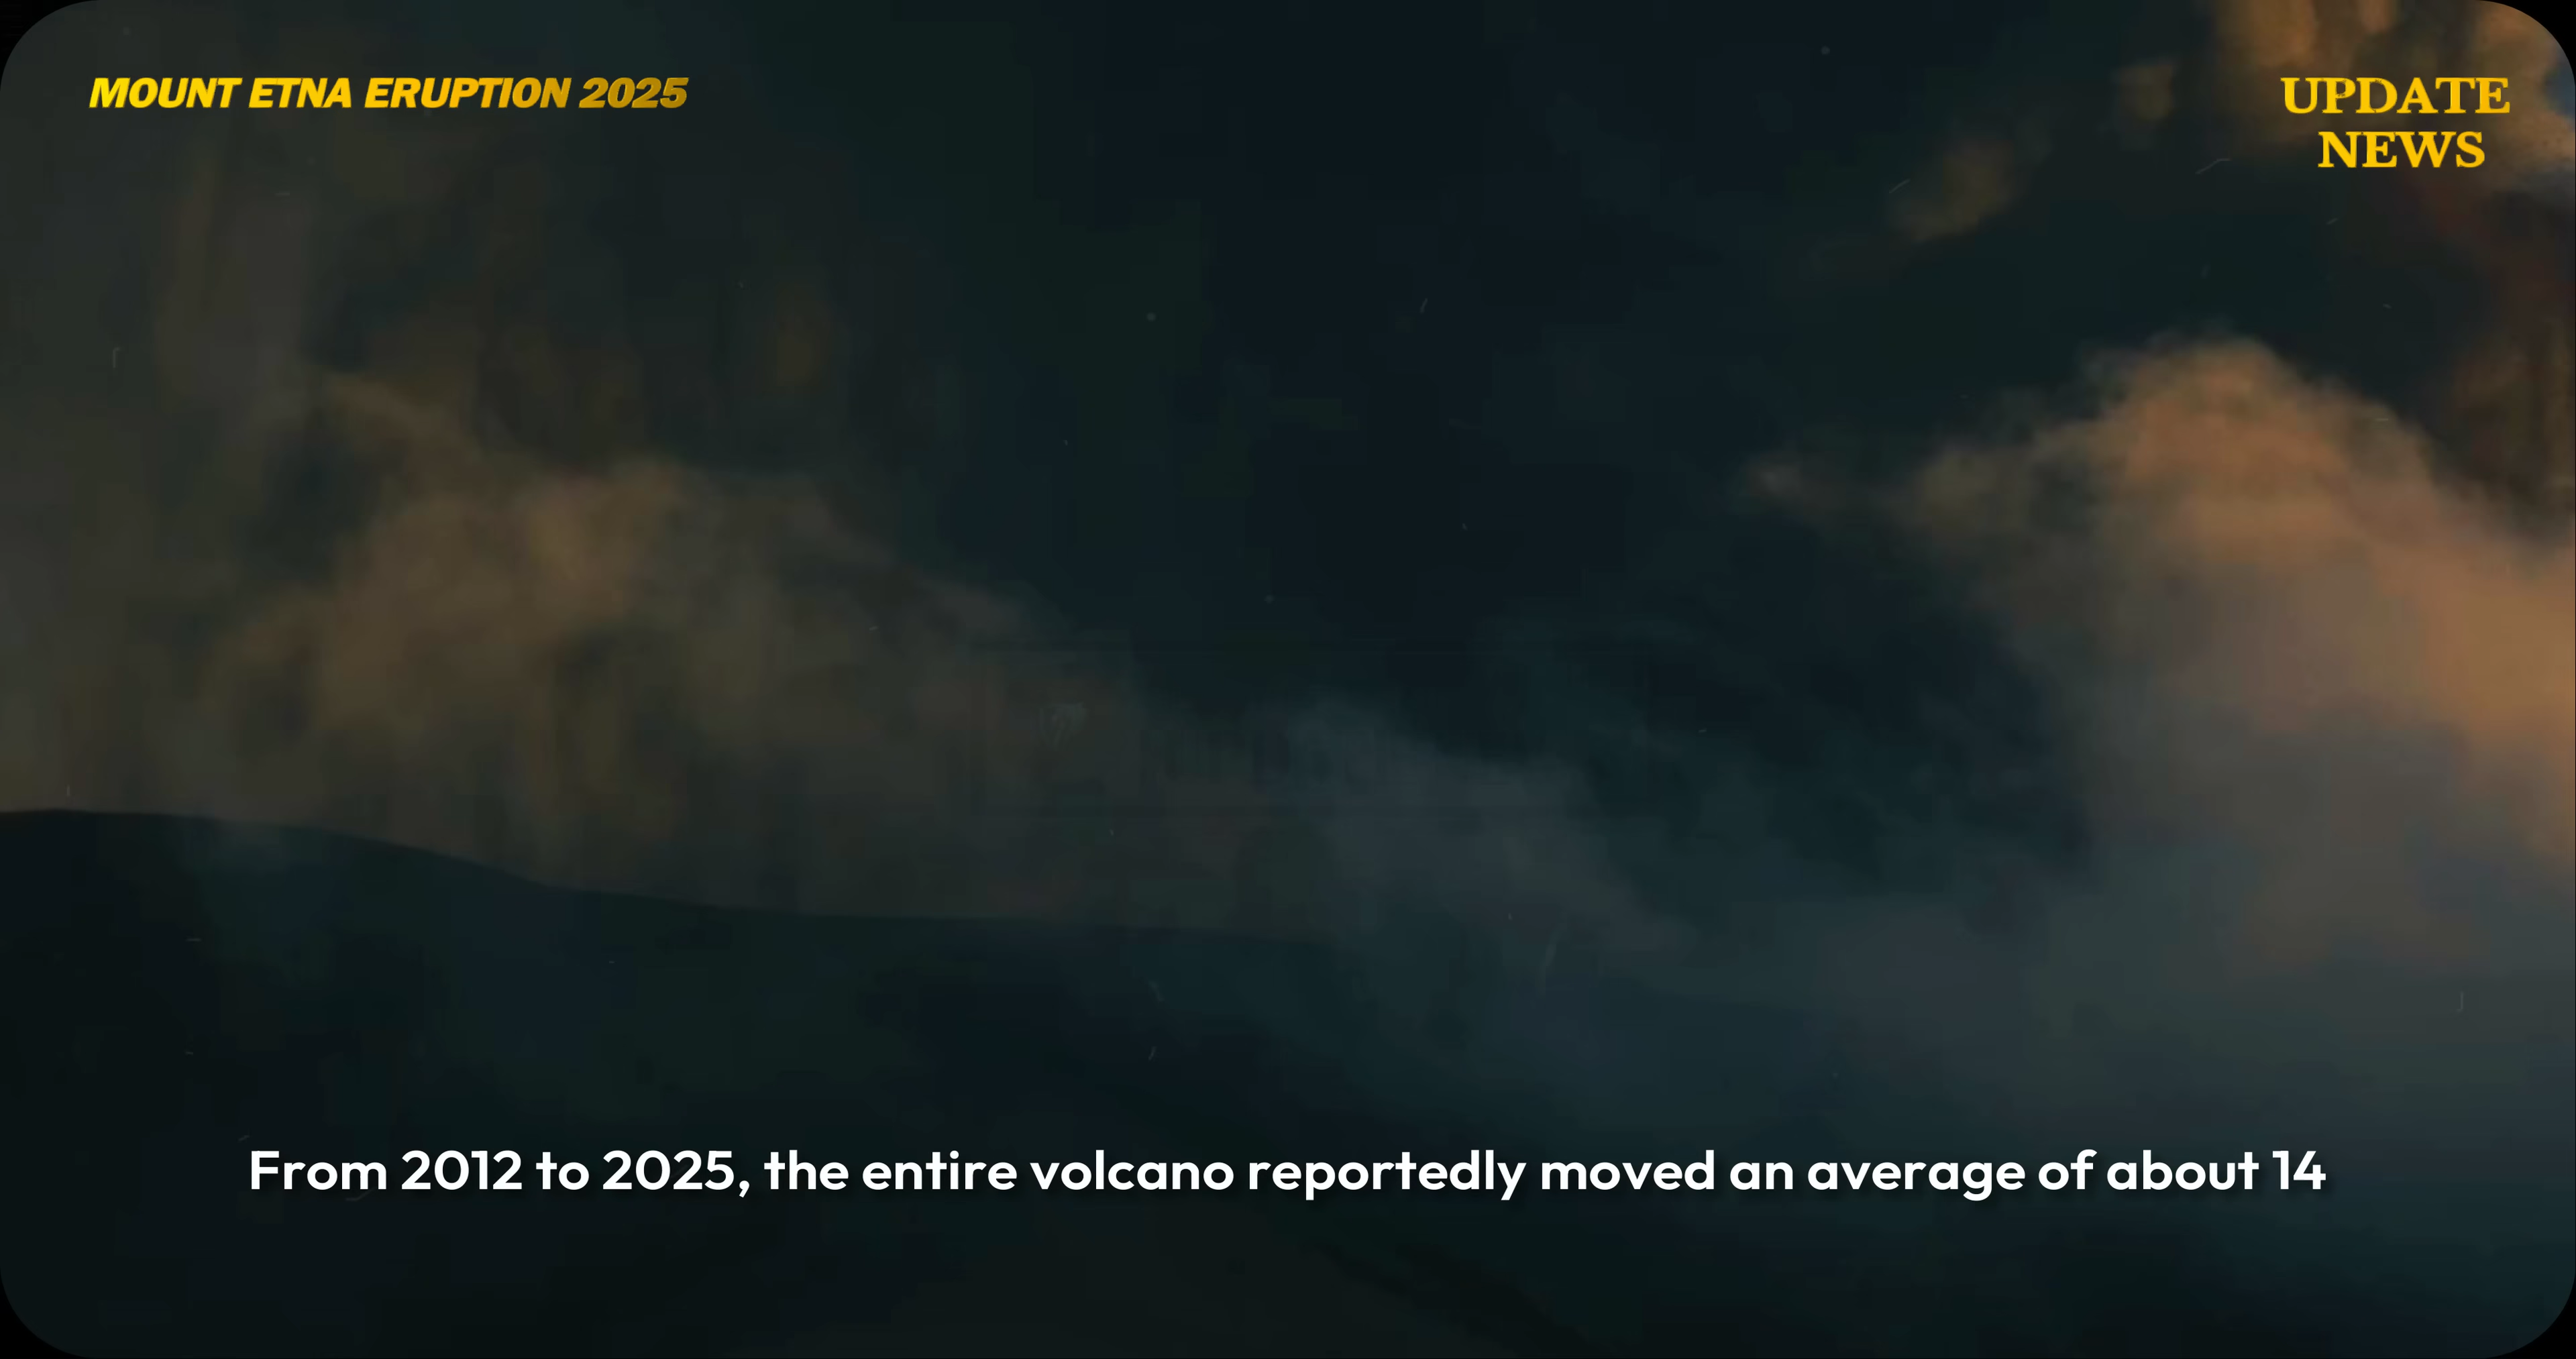 MOUNT ETNA ERUPTION 2025
UPDATE
NEWS
From 2012 to 2025, the entire volcano reportedly moved an average of about 14